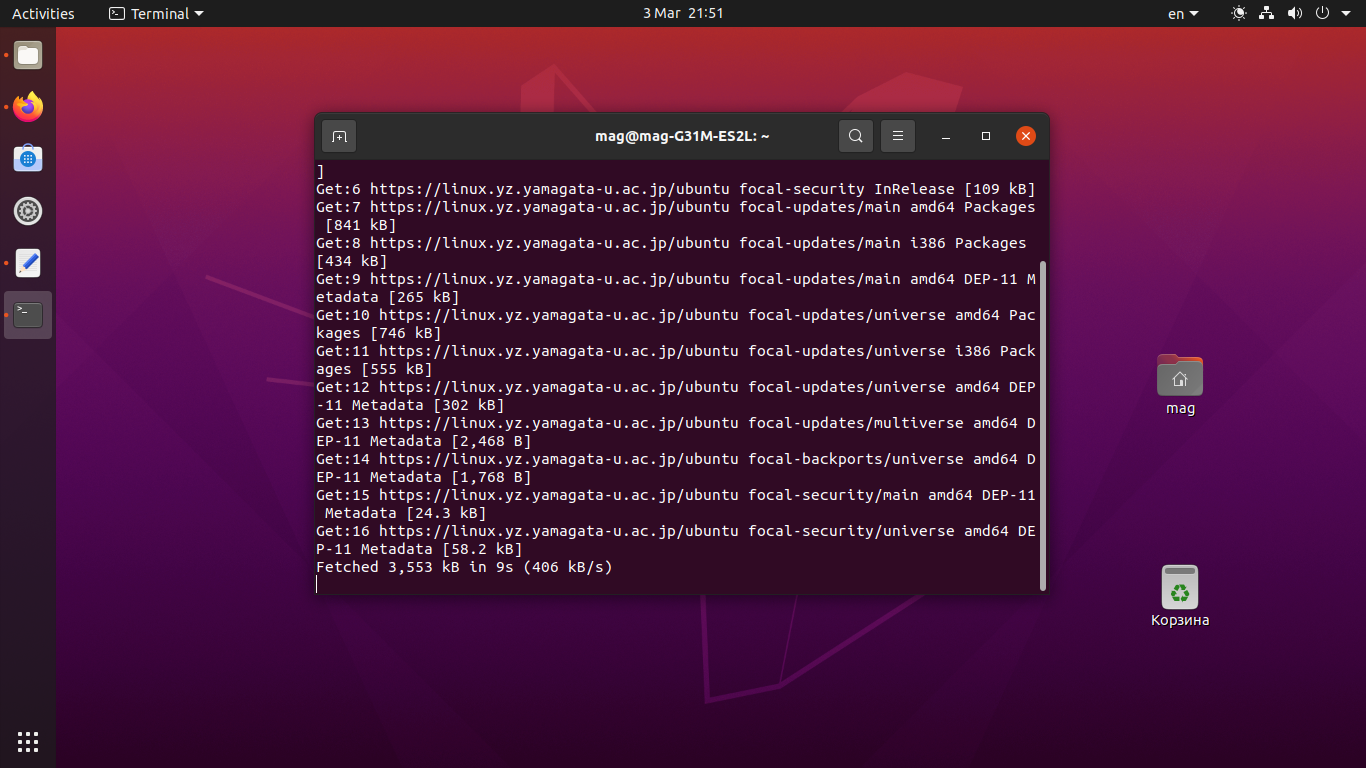 Activities
Terminal
3 Mar 21:51
en
mag@mag-G31M-ES2L: ~
]
Get:6 https://linux.yz.yamagata-u.ac.jp/ubuntu focal-security InRelease [109 kB]
Get:7 https://linux.yz.yamagata-u.ac.jp/ubuntu focal-updates/main amd64 Packages
 [841 kB]
Get:8 https://linux.yz.yamagata-u.ac.jp/ubuntu focal-updates/main i386 Packages
[434 kB]
Get:9 https://linux.yz.yamagata-u.ac.jp/ubuntu focal-updates/main amd64 DEP-11 M
etadata [265 kB]
Get:10 https://linux.yz.yamagata-u.ac.jp/ubuntu focal-updates/universe amd64 Pac
kages [746 kB]
Get:11 https://linux.yz.yamagata-u.ac.jp/ubuntu focal-updates/universe i386 Pack
ages [555 kB]
Get:12 https://linux.yz.yamagata-u.ac.jp/ubuntu focal-updates/universe amd64 DEP
-11 Metadata [302 kB]
Get:13 https://linux.yz.yamagata-u.ac.jp/ubuntu focal-updates/multiverse amd64 D
EP-11 Metadata [2,468 B]
Get:14 https://linux.yz.yamagata-u.ac.jp/ubuntu focal-backports/universe amd64 D
EP-11 Metadata [1,768 B]
Get:15 https://linux.yz.yamagata-u.ac.jp/ubuntu focal-security/main amd64 DEP-11
 Metadata [24.3 kB]
Get:16 https://linux.yz.yamagata-u.ac.jp/ubuntu focal-security/universe amd64 DE
P-11 Metadata [58.2 kB]
Fetched 3,553 kB in 9s (406 kB/s)
mag
Корзина